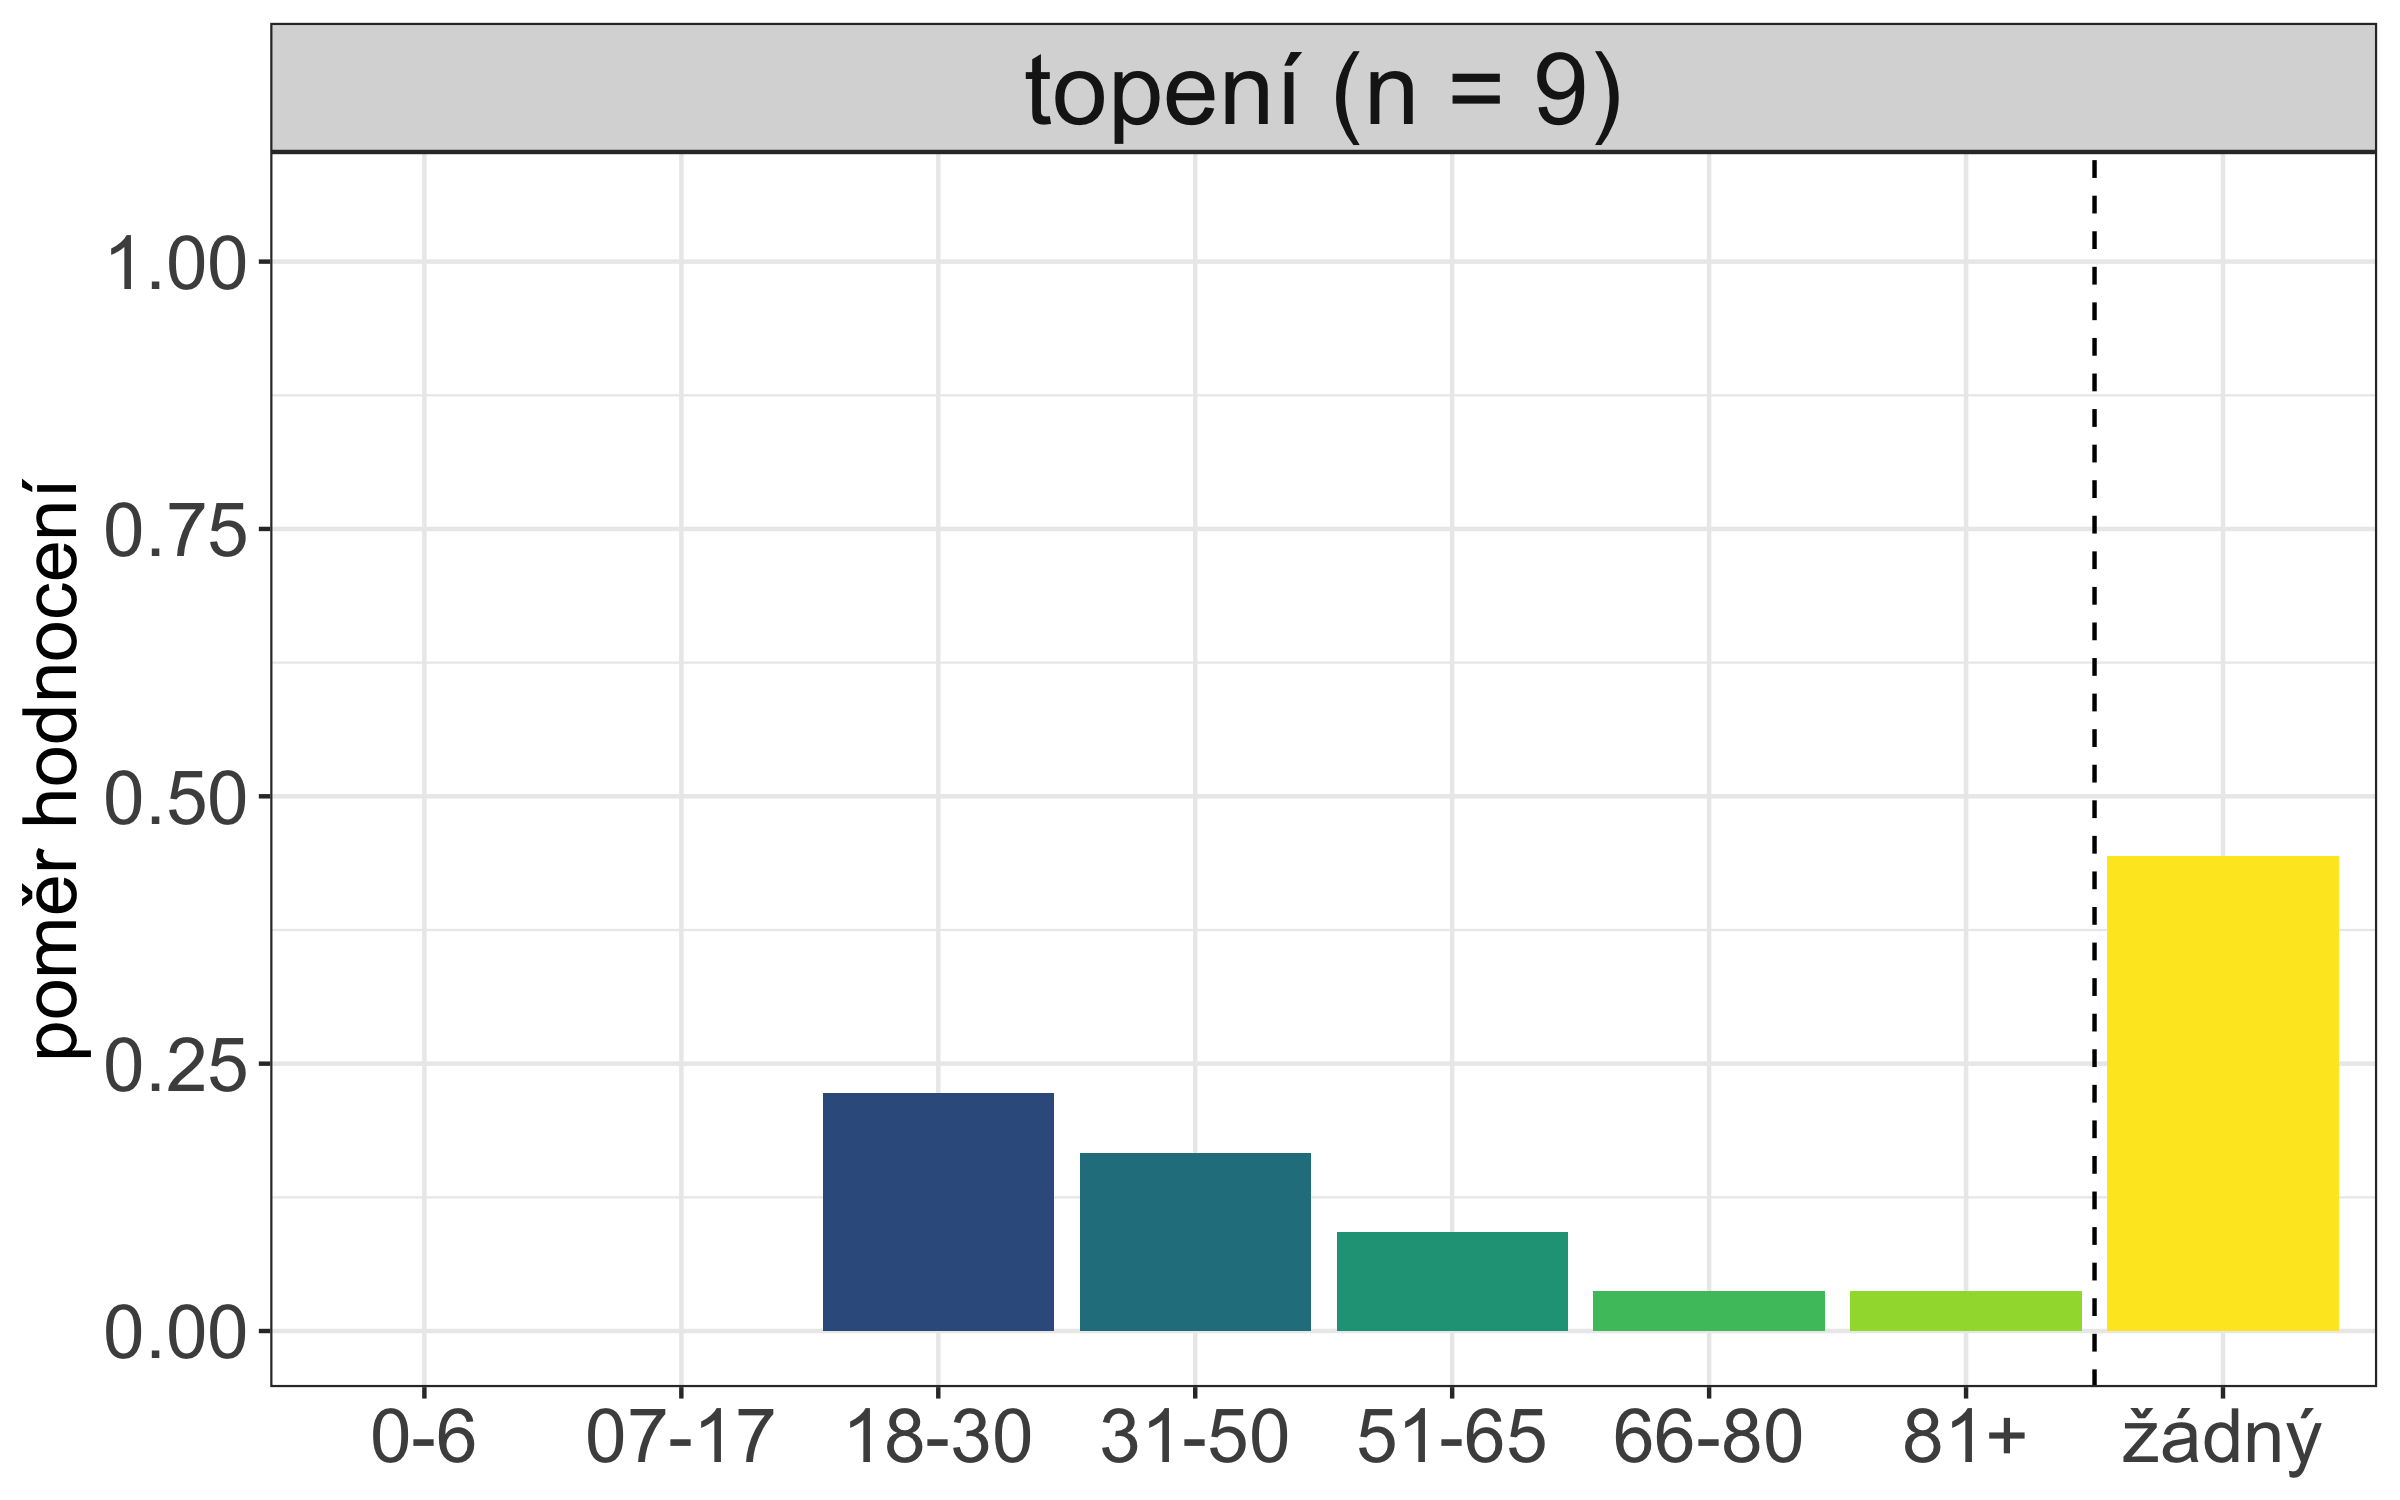 topení (n = 9)
poměr hodnocení
1.00
0.75
0.50
0.25
0.00
0-6 07-17 18-30 31-50 51-65 66-80 81+ žádný